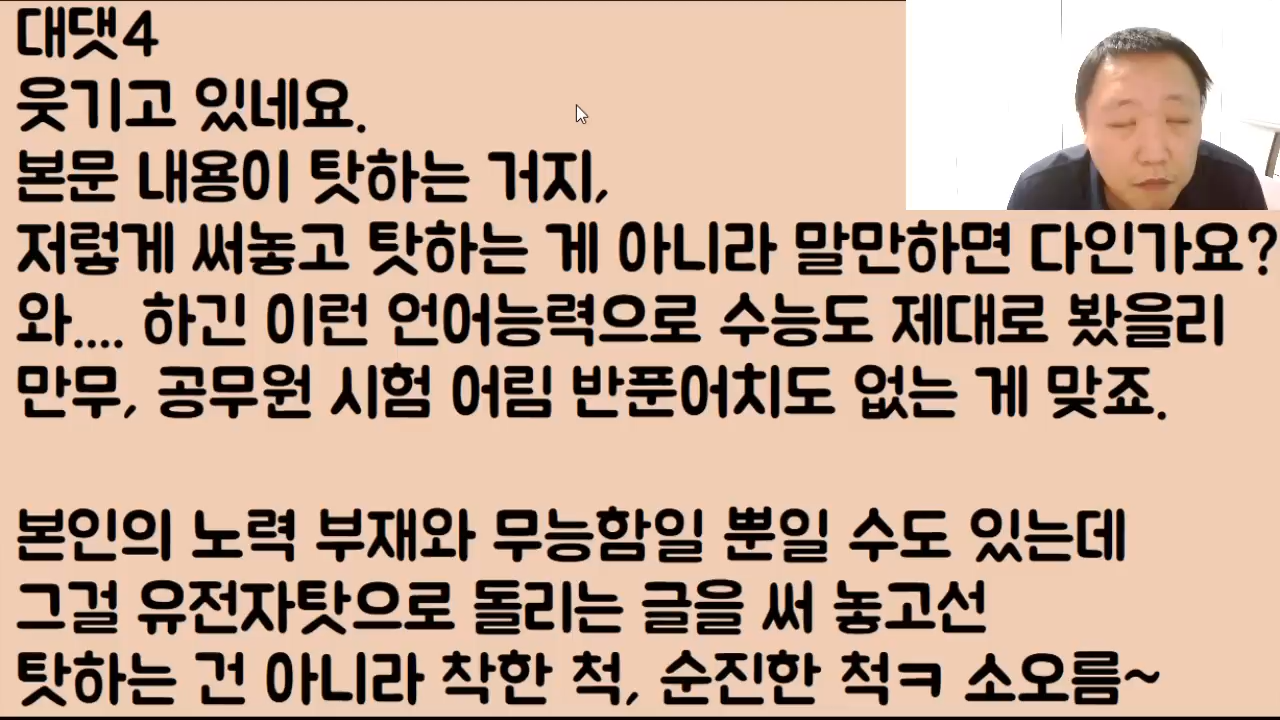 대댓4
웃기고 있네요.
본문 내용이 탓하는 거지,
저렇게 써놓고 탓하는 게 아니라 말만하면 다인가요?
와.... 하긴 이런 언어능력으로 수능도 제대로 봤을리
만무, 공무원 시험 어림 반푼어치도 없는 게 맞죠.
본인의 노력 부재와 무능함일 뿐일 수도 있는데
그걸 유전자탓으로 돌리는 글을 써 놓고선
탓하는 건 아니라 착한 척, 순진한 척ㅋ 소오름~